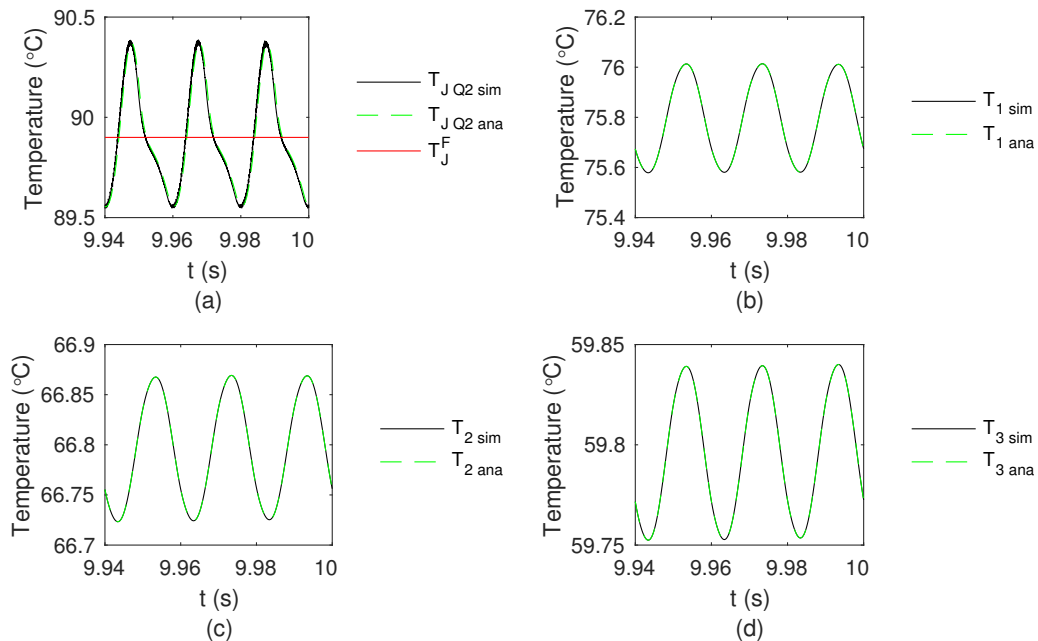 90.5
90
89.5
Temperature (°C)
9.94 9.96 9.98 10
t (s)
(a)
T J Q2 sim
T J Q2 ana
T J F
76.2
76
75.8
75.6
75.4
Temperature (°C)
9.94 9.96 9.98 10
t (s)
(b)
T 1 sim
T 1 ana
66.9
66.85
66.8
66.75
66.7
Temperature (°C)
9.94 9.96 9.98 10
t (s)
(c)
T 2 sim
T 2 ana
59.85
59.8
59.75
Temperature (°C)
9.94 9.96 9.98 10
t (s)
(d)
T 3 sim
T 3 ana